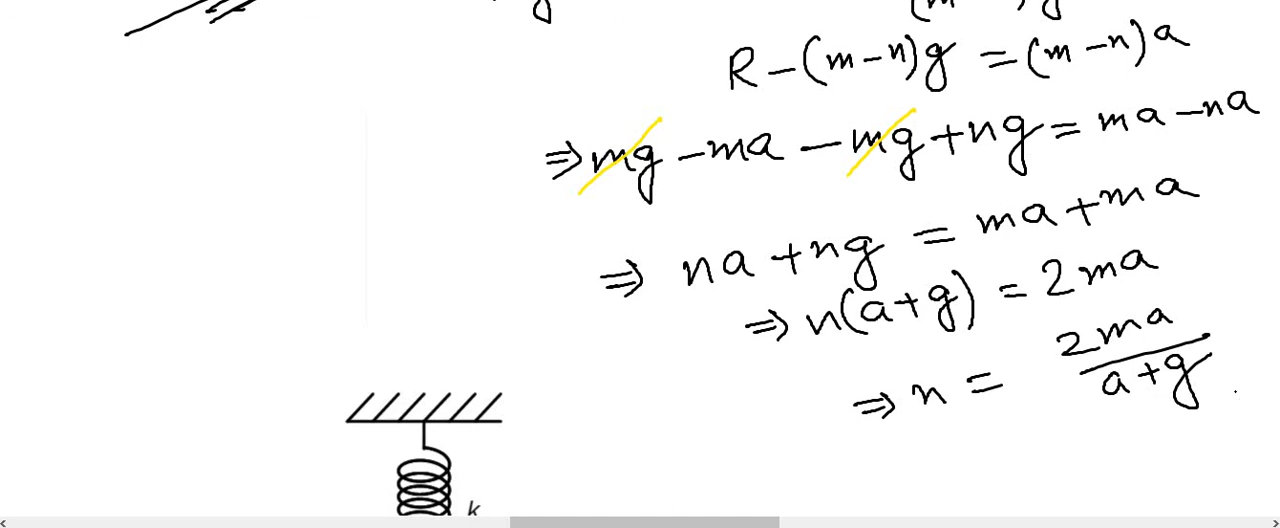 R-(m-n)g = (m-n)a
⇒ mg - ma - mg + ng = ma - na
⇒ na + ng = ma + ma
⇒ n(a+g) = 2ma
⇒ n = 2ma/(a+g).
k